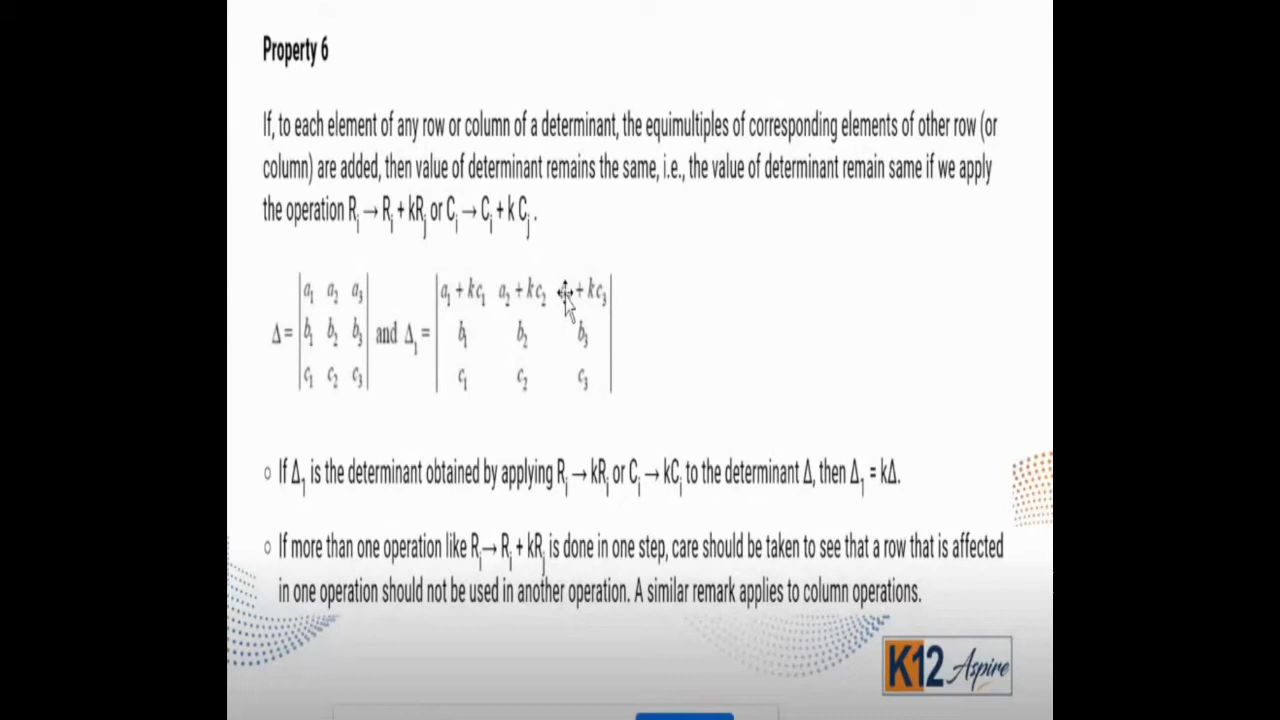 Property 6
If, to each element of any row or column of a determinant, the equimultiples of corresponding elements of other row (or
column) are added, then value of determinant remains the same, i.e., the value of determinant remain same if we apply
the operation Rᵢ → Rᵢ + kRⱼ or Cᵢ → Cᵢ + k Cⱼ .
a₁ a₂ a₃ a₁ + kc₁ a₂ + kc₂ + kc₃
Δ = b₁ b₂ b₃ and Δ₁ = b₁ b₂ b₃
c₁ c₂ c₃ c₁ c₂ c₃
○ If Δ₁ is the determinant obtained by applying Rᵢ → kRᵢ or Cᵢ → kCᵢ to the determinant Δ, then Δ₁ = kΔ.
○ If more than one operation like Rᵢ → Rᵢ + kRⱼ is done in one step, care should be taken to see that a row that is affected
in one operation should not be used in another operation. A similar remark applies to column operations.
K12 Aspire